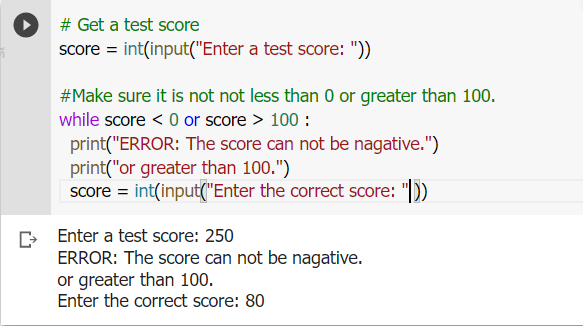 # Get a test score
score = int(input("Enter a test score: "))
#Make sure it is not not less than 0 or greater than 100.
while score < 0 or score > 100 :
print("ERROR: The score can not be nagative.")
print("or greater than 100.")
score = int(input("Enter the correct score: " ))
Enter a test score: 250
ERROR: The score can not be nagative.
or greater than 100.
Enter the correct score: 80